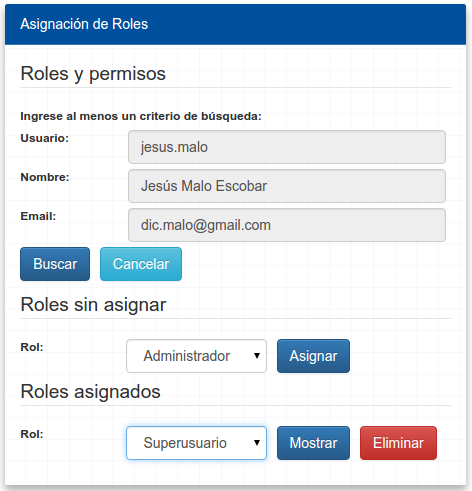 Asignación de Roles
Roles y permisos
Ingrese al menos un criterio de búsqueda:
Usuario: jesus.malo
Nombre: Jesús Malo Escobar
Email: dic.malo@gmail.com
Buscar Cancelar
Roles sin asignar
Rol: Administrador Asignar
Roles asignados
Rol: Superusuario Mostrar Eliminar